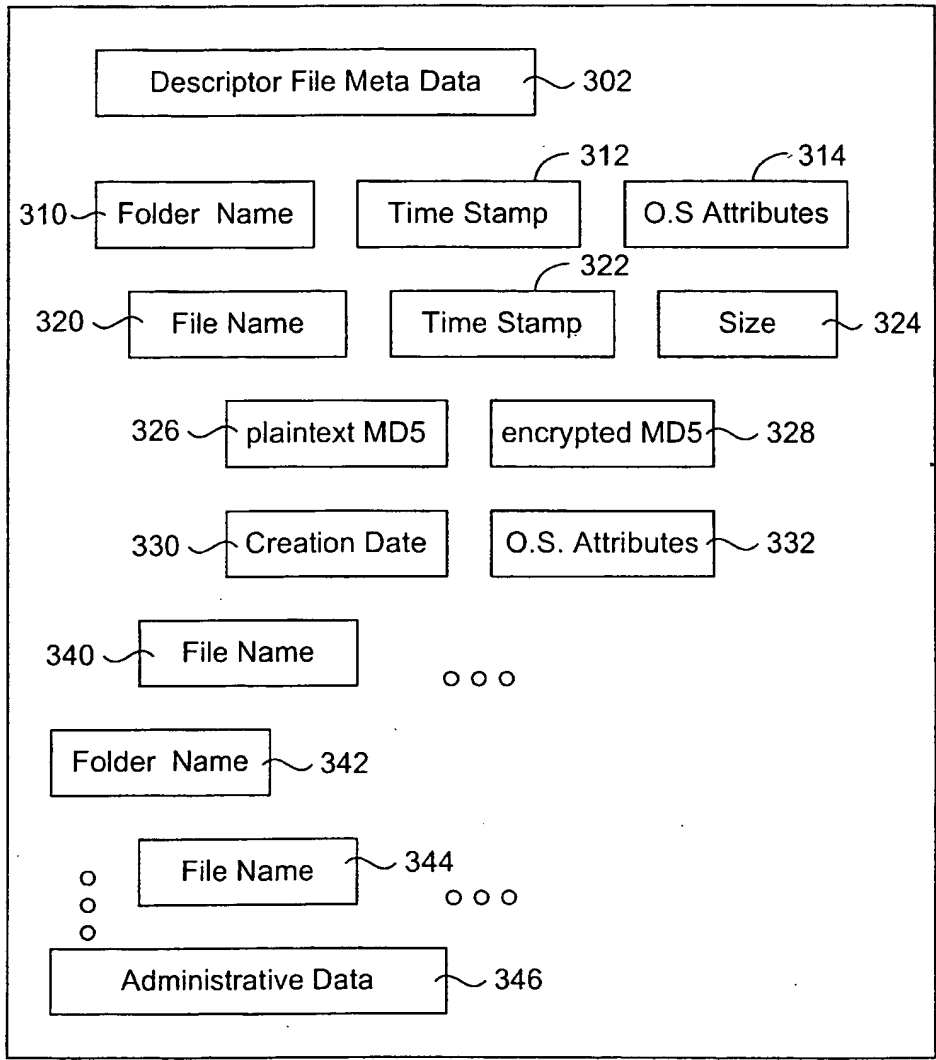 Descriptor File Meta Data 302
312 314
310 Folder Name Time Stamp O.S Attributes
322
320 File Name Time Stamp Size 324
326 plaintext MD5 encrypted MD5 328
330 Creation Date O.S. Attributes 332
340 File Name
Folder Name 342
File Name 344
Administrative Data 346